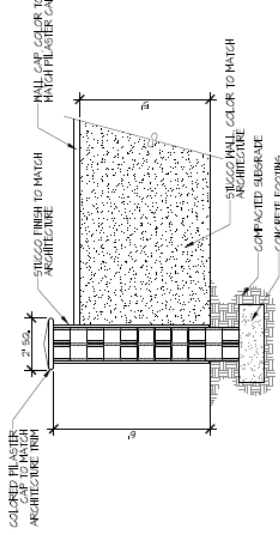 COLORED PILASTER
CAP TO MATCH
ARCHITECTURE TRIM
2' SQ.
STUCCO FINISH TO MATCH
ARCHITECTURE
WALL CAP, COLOR TO
MATCH PILASTER CAP
STUCCO WALL, COLOR TO MATCH
ARCHITECTURE
COMPACTED SUBGRADE
CONCRETE FOOTING